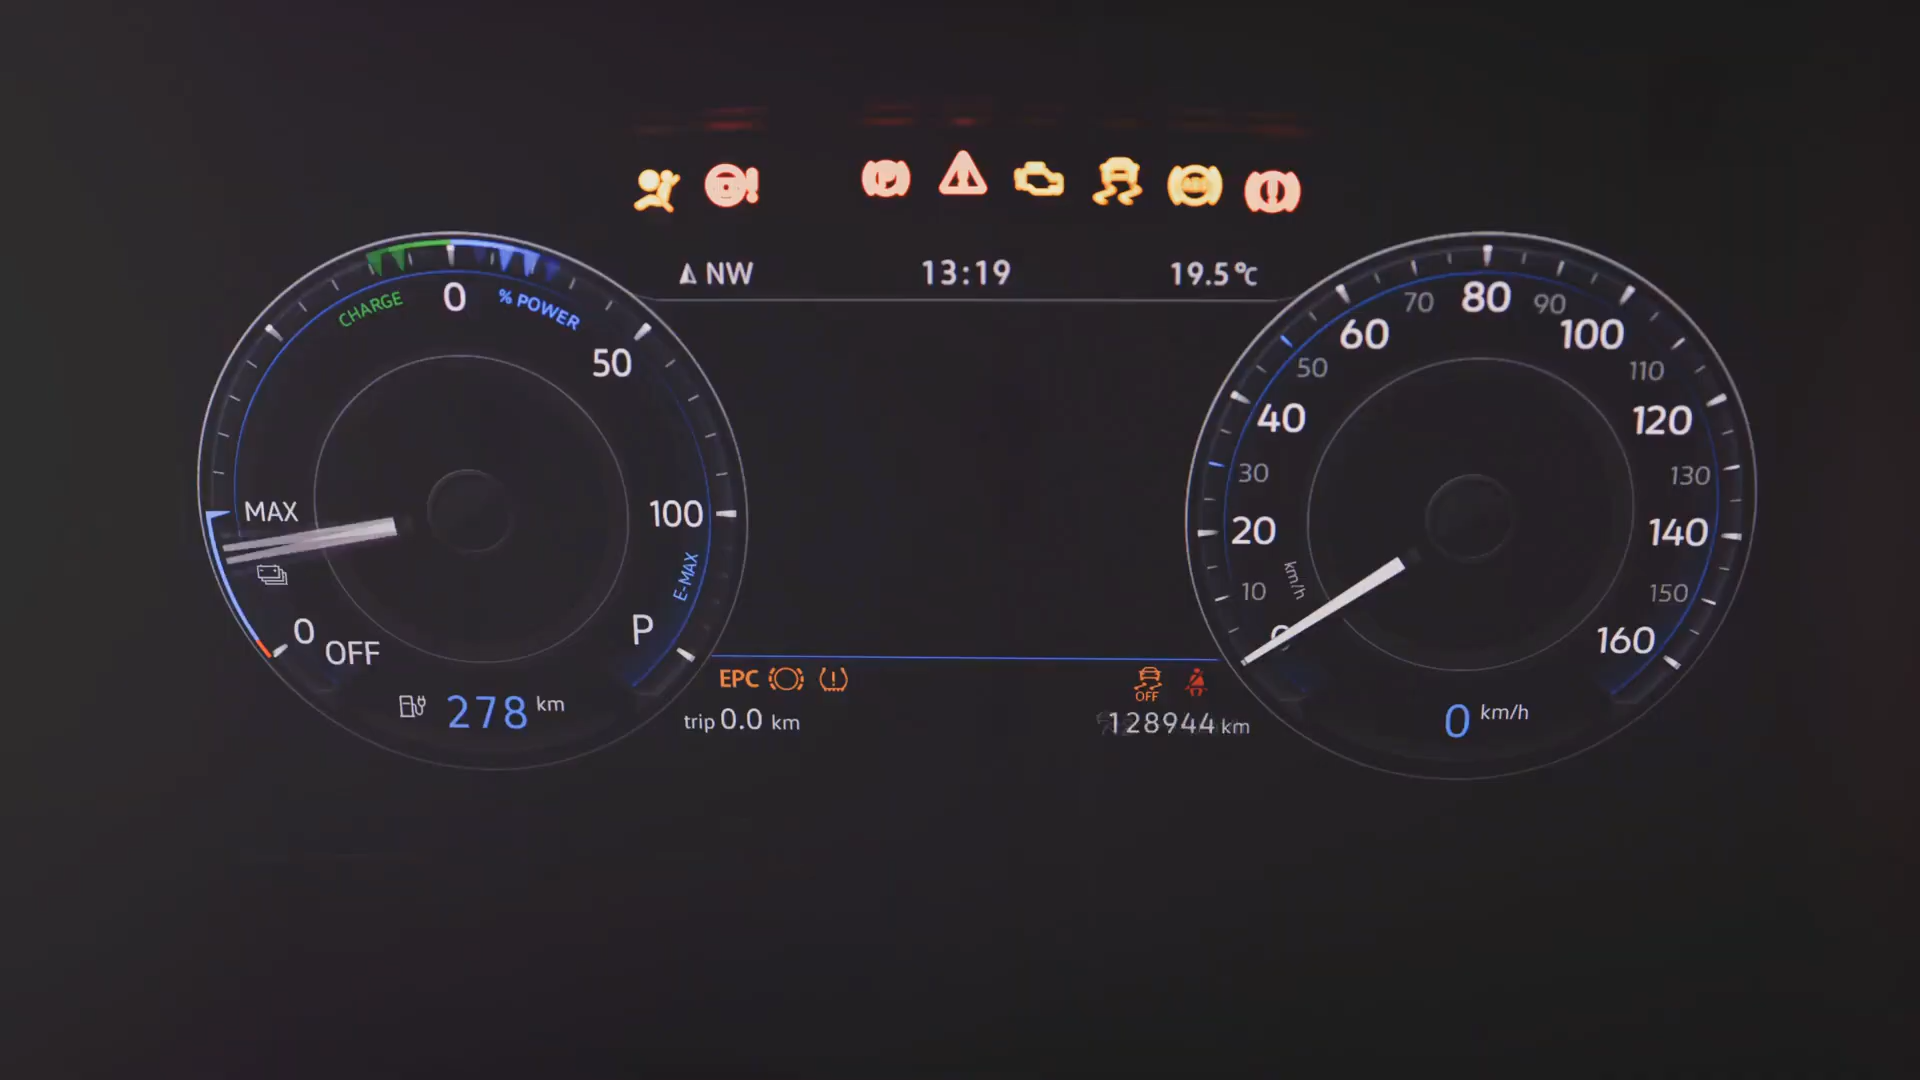 NW 13:19 19.5°C
CHARGE 0 % POWER
50
MAX 100
E-MAX
0 OFF P
278 km
EPC
OFF
trip 0.0 km
128944 km
10
20
30
40
50
60
70
80
90
100
110
120
130
140
150
160
km/h
0 km/h